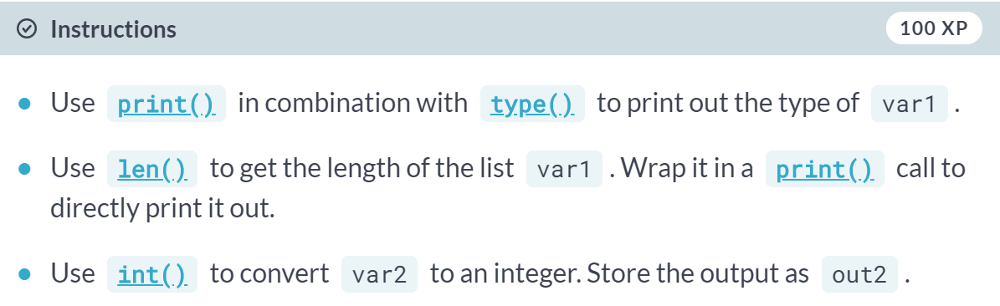 Instructions 100 XP
Use print() in combination with type() to print out the type of var1 .
Use len() to get the length of the list var1 . Wrap it in a print() call to
directly print it out.
Use int() to convert var2 to an integer. Store the output as out2 .